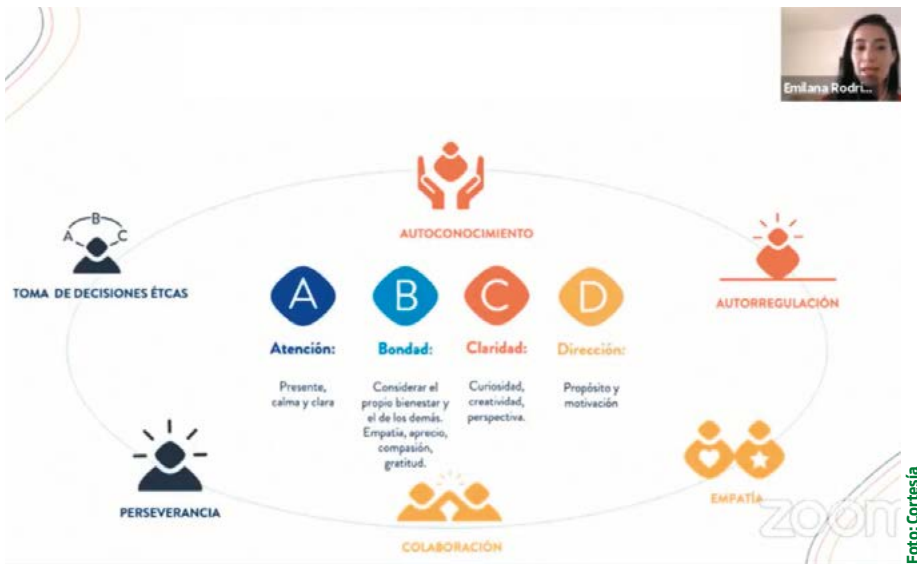 Emilana Rodrí...
AUTOCONOCIMIENTO
A
B
C
TOMA DE DECISIONES ÉTCAS
AUTORREGULACIÓN
A
B
C
D
Atención:
Bondad:
Claridad:
Dirección:
Presente,
calma y clara
Considerar el
propio bienestar y
el de los demás.
Empatía, aprecio,
compasión,
gratitud.
Curiosidad,
creatividad,
perspectiva.
Propósito y
motivación
PERSEVERANCIA
COLABORACIÓN
EMPATÍA
zoom
Foto: Cortesía